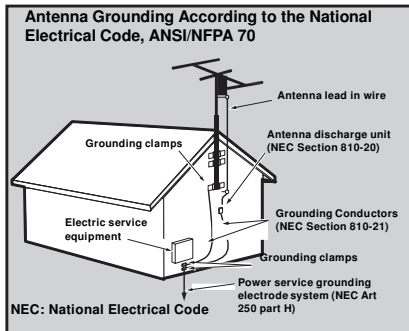 Antenna Grounding According to the National
Electrical Code, ANSI/NFPA 70
Antenna lead in wire
Grounding clamps
Antenna discharge unit
(NEC Section 810-20)
Electric service
equipment
Grounding Conductors
(NEC Section 810-21)
Grounding clamps
Power service grounding
electrode system (NEC Art
250 part H)
NEC: National Electrical Code